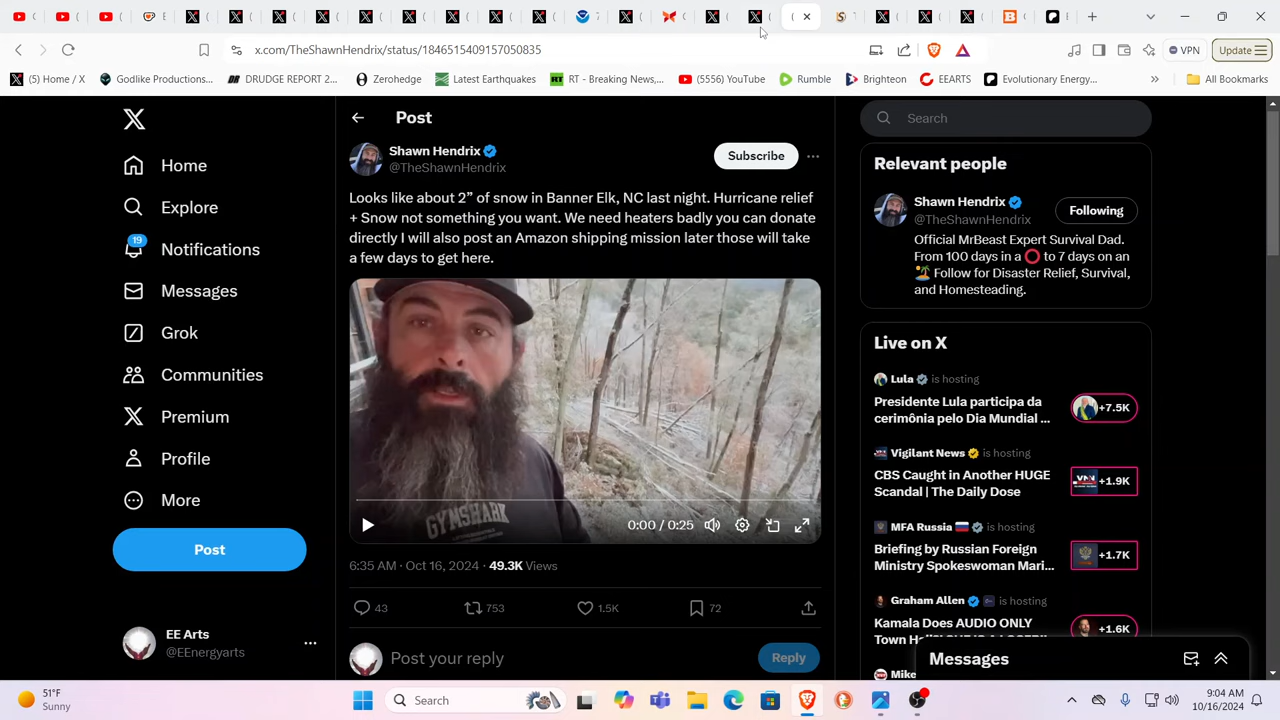 x.com/TheShawnHendrix/status/1846515409157050835
VPN
Update
(5) Home / X
Godlike Productions...
DRUDGE REPORT 2...
Zerohedge
Latest Earthquakes
RT - Breaking News,...
(5556) YouTube
Rumble
Brighteon
EEARTS
Evolutionary Energy...
»
All Bookmarks
Home
Explore
19
Notifications
Messages
Grok
Communities
Premium
Profile
More
Post
EE Arts
@EEnergyarts
Post
Shawn Hendrix
@TheShawnHendrix
Subscribe
Looks like about 2” of snow in Banner Elk, NC last night. Hurricane relief
+ Snow not something you want. We need heaters badly you can donate
directly I will also post an Amazon shipping mission later those will take
a few days to get here.
GYMSHARK
0:00 / 0:25
6:35 AM · Oct 16, 2024 · 49.3K Views
43
753
1.5K
72
Post your reply
Reply
Search
Relevant people
Shawn Hendrix
@TheShawnHendrix
Following
Official MrBeast Expert Survival Dad.
From 100 days in a ⭕ to 7 days on an
🏝️ Follow for Disaster Relief, Survival,
and Homesteading.
Live on X
Lula is hosting
Presidente Lula participa da
cerimônia pelo Dia Mundial ...
+7.5K
Vigilant News is hosting
CBS Caught in Another HUGE
Scandal | The Daily Dose
+1.9K
MFA Russia is hosting
Briefing by Russian Foreign
Ministry Spokeswoman Mari...
+1.7K
Graham Allen is hosting
Kamala Does AUDIO ONLY
+1.6K
Mike
Messages
51°F
Sunny
Search
9:04 AM
10/16/2024